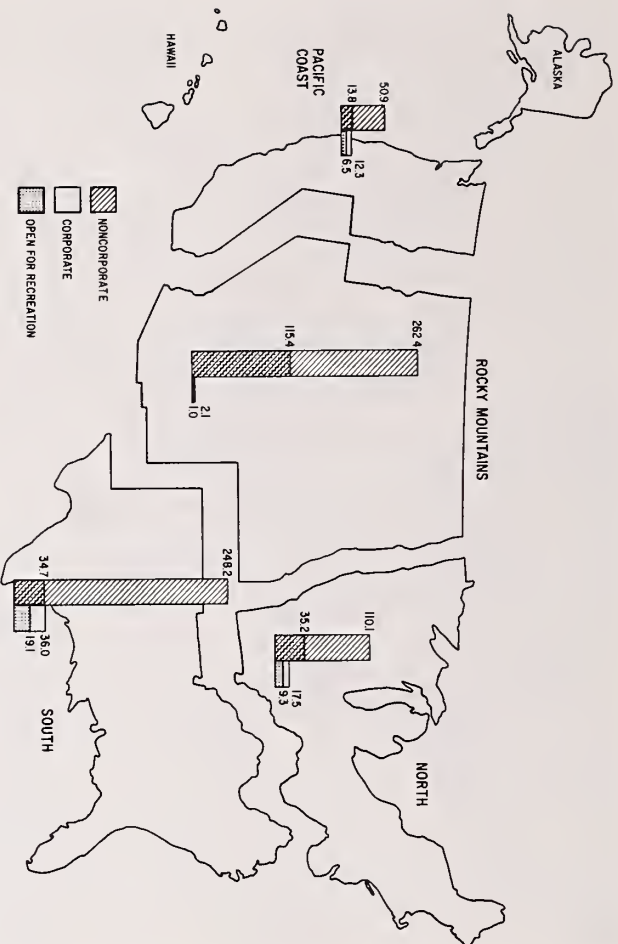 ALASKA
HAWAII
PACIFIC
COAST
50.9
13.8
12.3
6.5
ROCKY MOUNTAINS
262.4
115.4
2.1
1.0
NORTH
110.1
35.2
17.5
9.3
SOUTH
248.2
34.7
36.0
19.1
NONCORPORATE
CORPORATE
OPEN FOR RECREATION